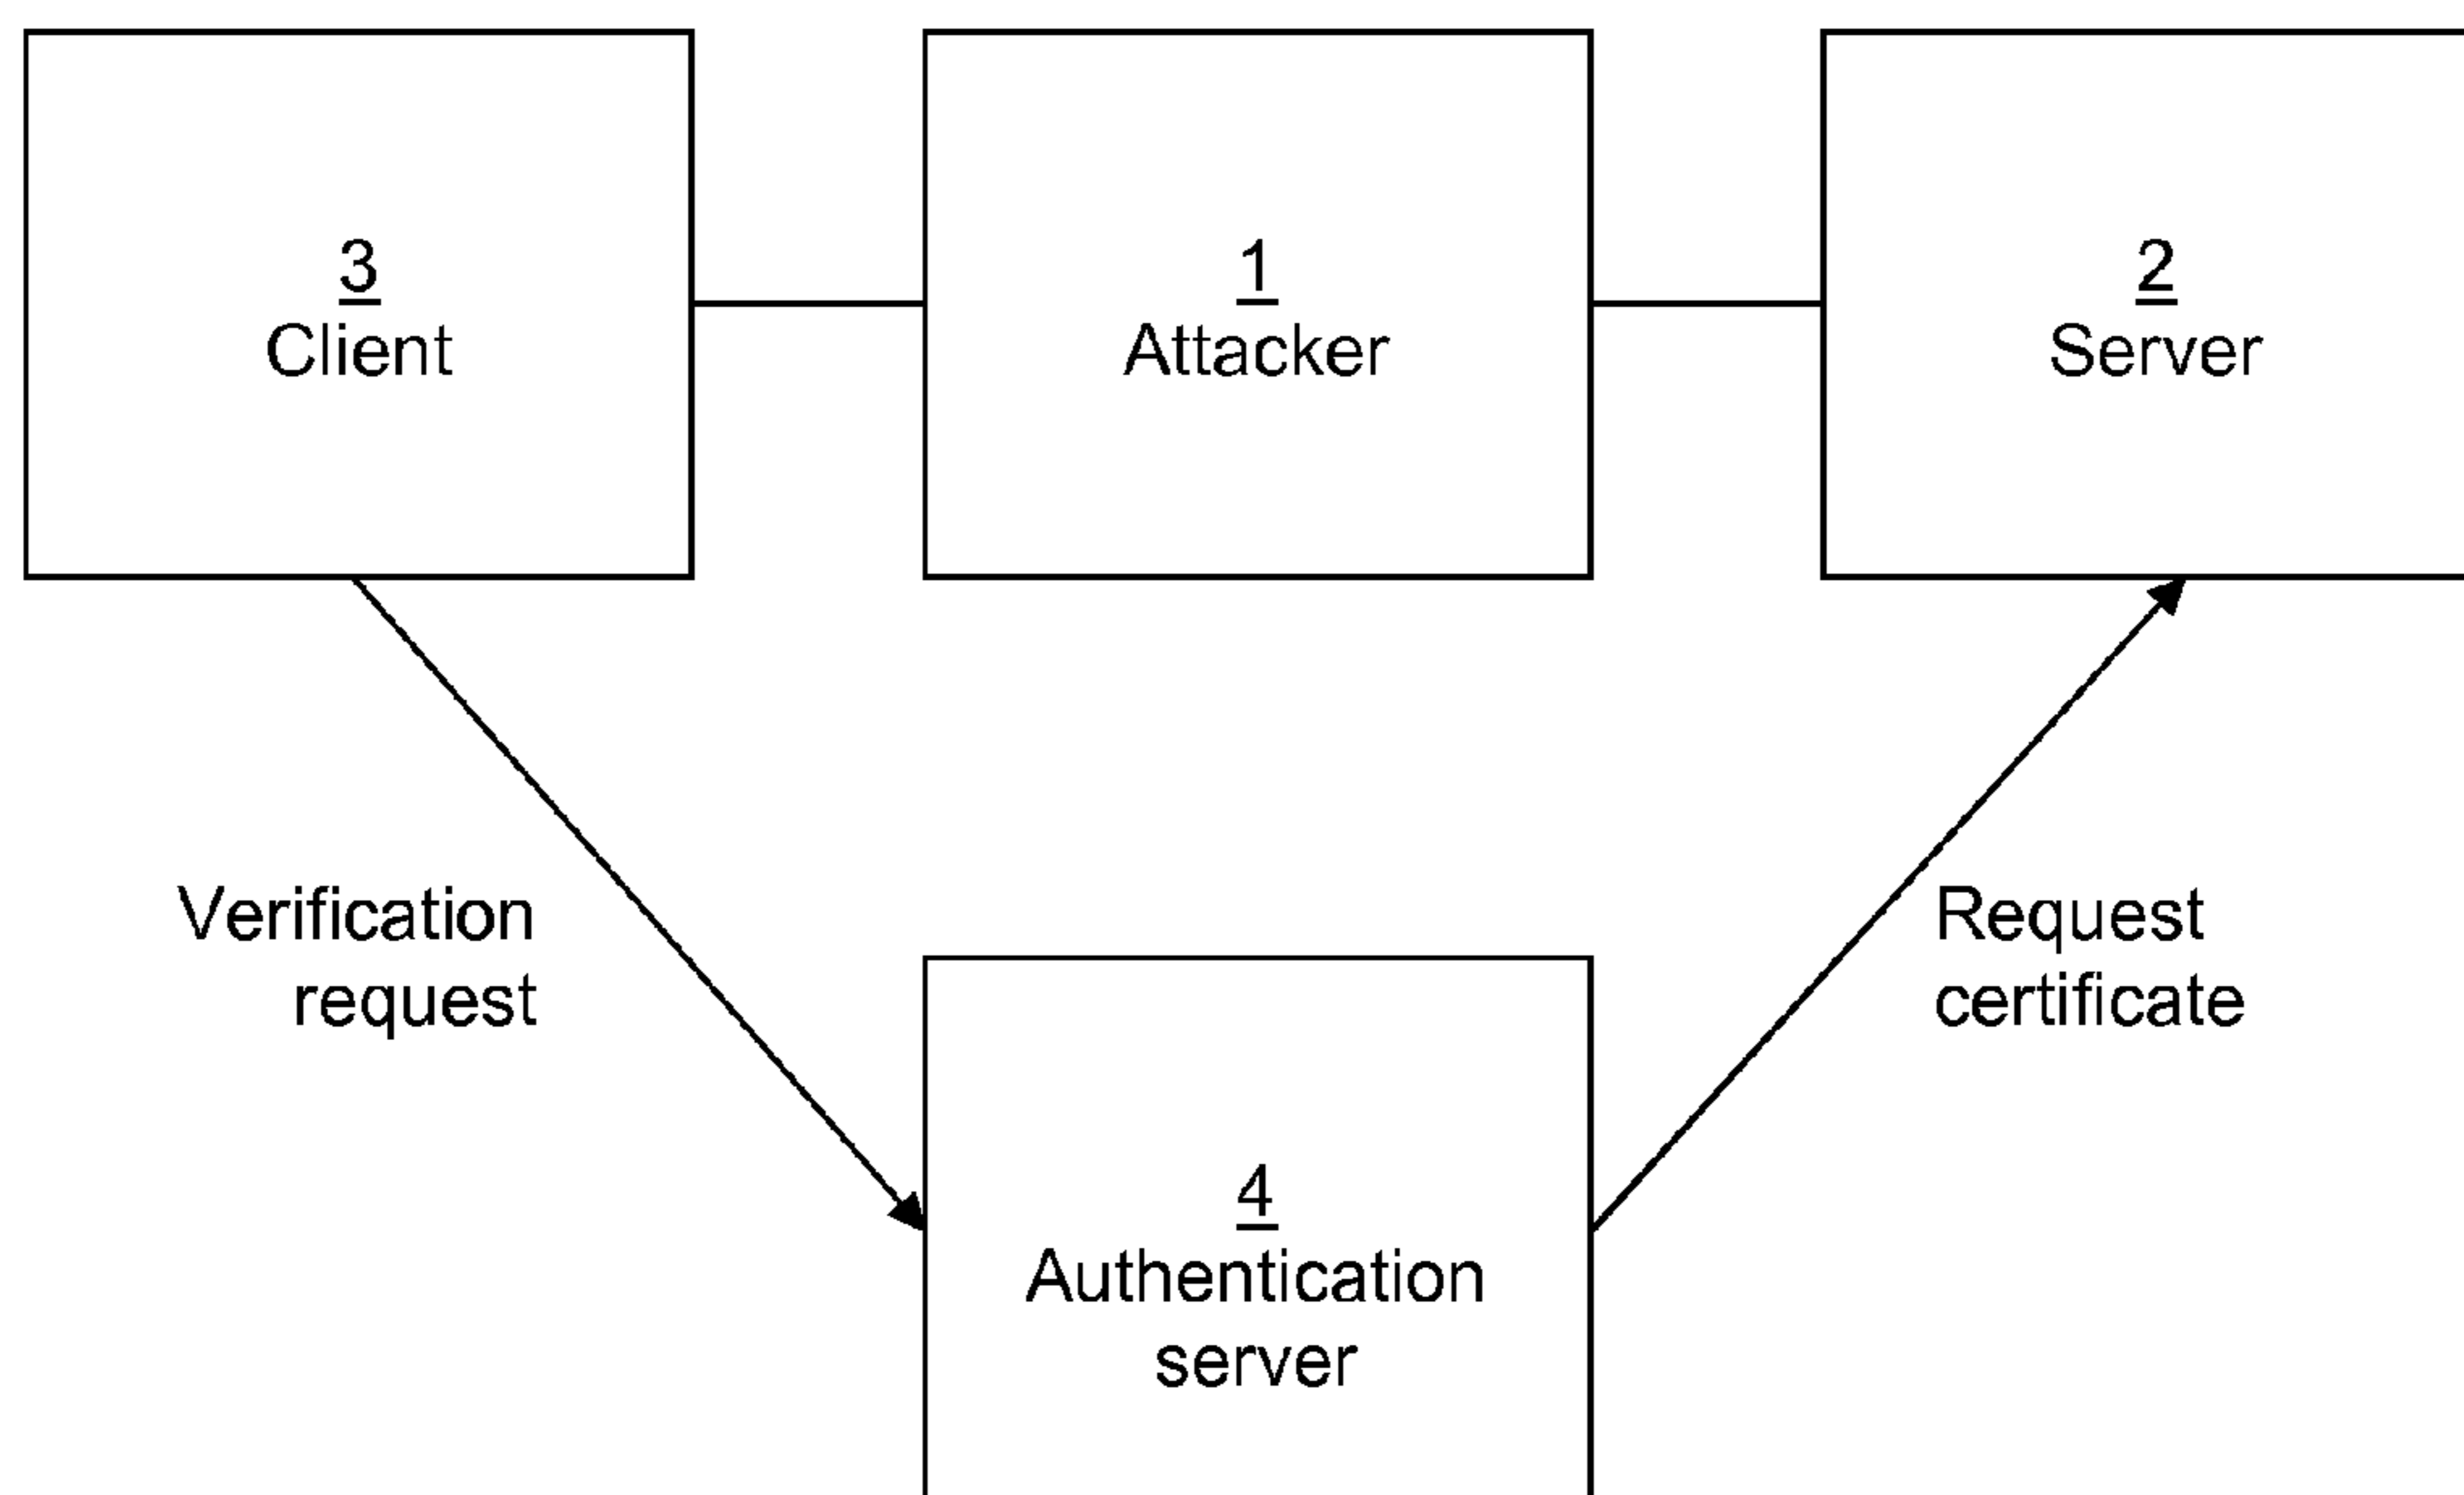 3
Client
1
Attacker
2
Server
Verification
request
Request
certificate
4
Authentication
server